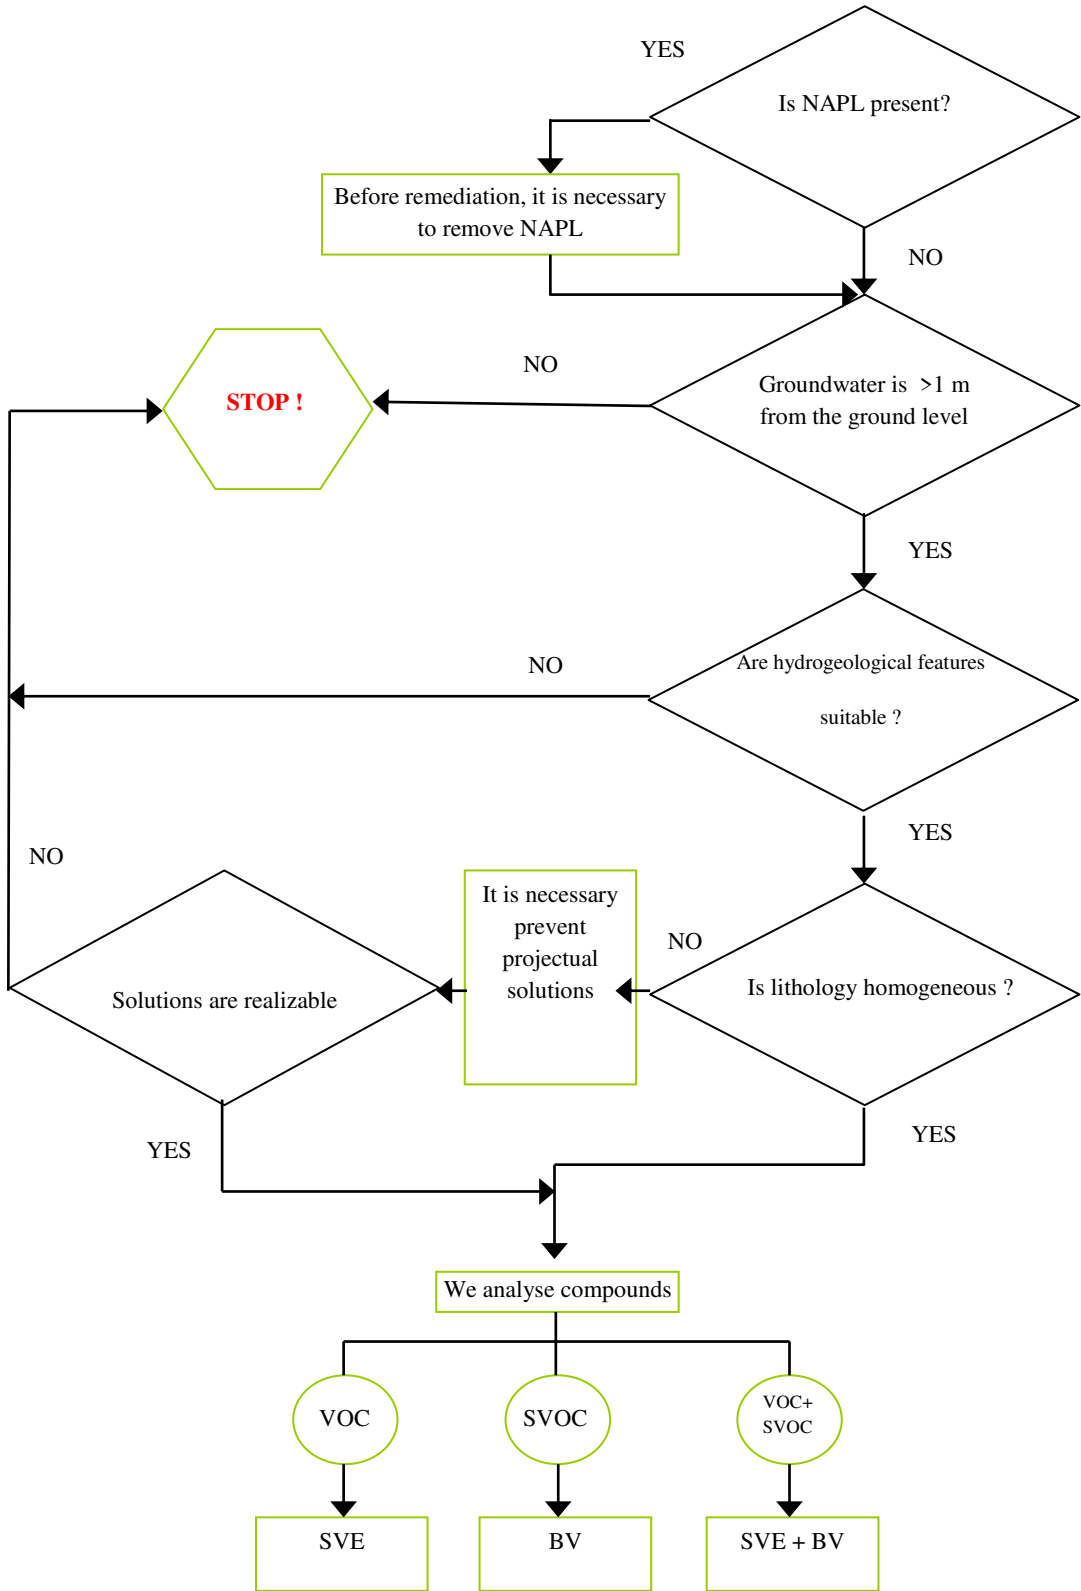 YES
Is NAPL present?
Before remediation, it is necessary
to remove NAPL
NO
NO
Groundwater is >1 m
from the ground level
STOP !
YES
NO
Are hydrogeological features
suitable ?
YES
NO
It is necessary
prevent
projectual
solutions
NO
Is lithology homogeneous ?
Solutions are realizable
YES
YES
We analyse compounds
VOC
SVOC
VOC+
SVOC
SVE
BV
SVE + BV